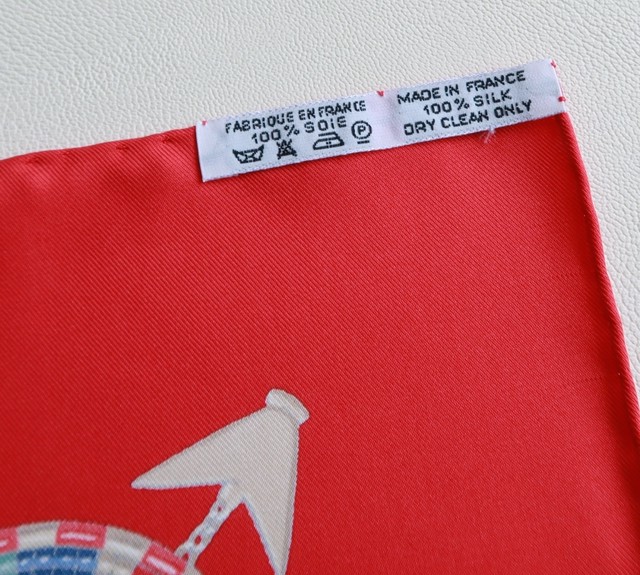 FABRIQUE EN FRANCE
100% SOIE
MADE IN FRANCE
100% SILK
DRY CLEAN ONLY